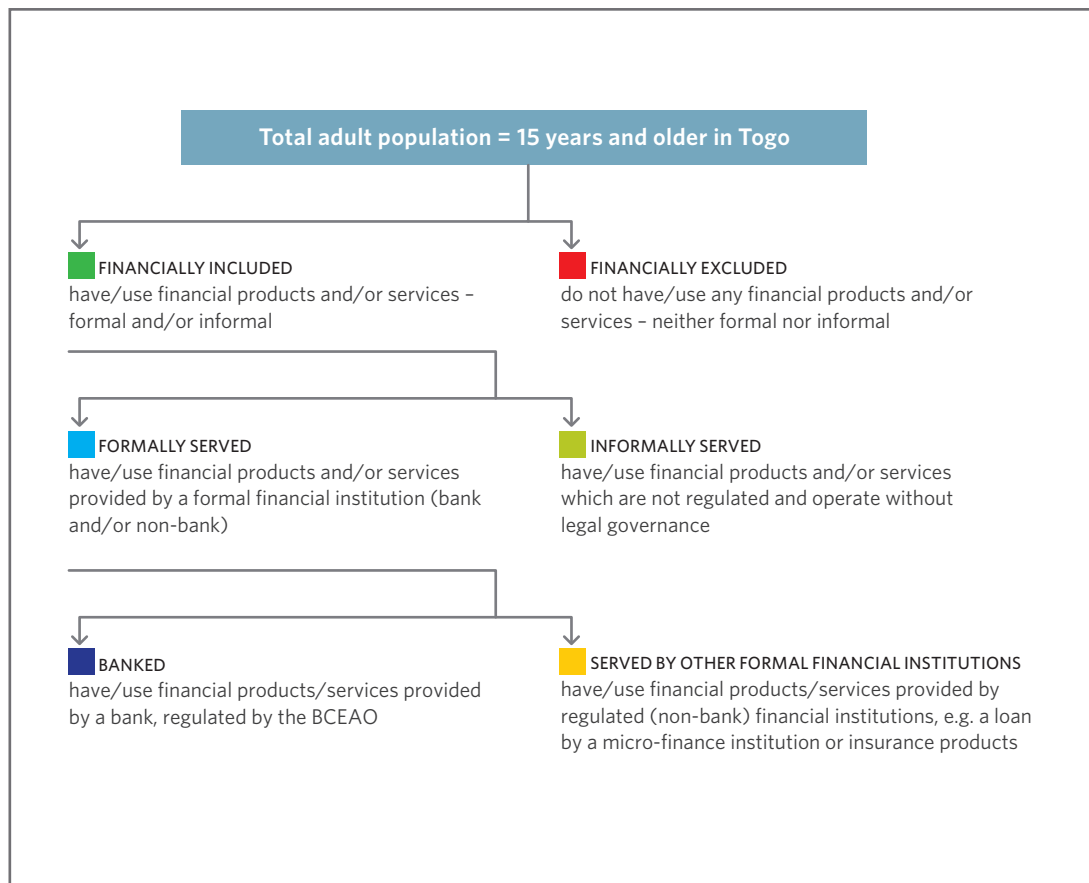 Total adult population = 15 years and older in Togo
FINANCIALLY INCLUDED
have/use financial products and/or services –
formal and/or informal
FINANCIALLY EXCLUDED
do not have/use any financial products and/or
services – neither formal nor informal
FORMALLY SERVED
have/use financial products and/or services
provided by a formal financial institution (bank
and/or non-bank)
INFORMALLY SERVED
have/use financial products and/or services
which are not regulated and operate without
legal governance
BANKED
have/use financial products/services provided
by a bank, regulated by the BCEAO
SERVED BY OTHER FORMAL FINANCIAL INSTITUTIONS
have/use financial products/services provided by
regulated (non-bank) financial institutions, e.g. a loan
by a micro-finance institution or insurance products